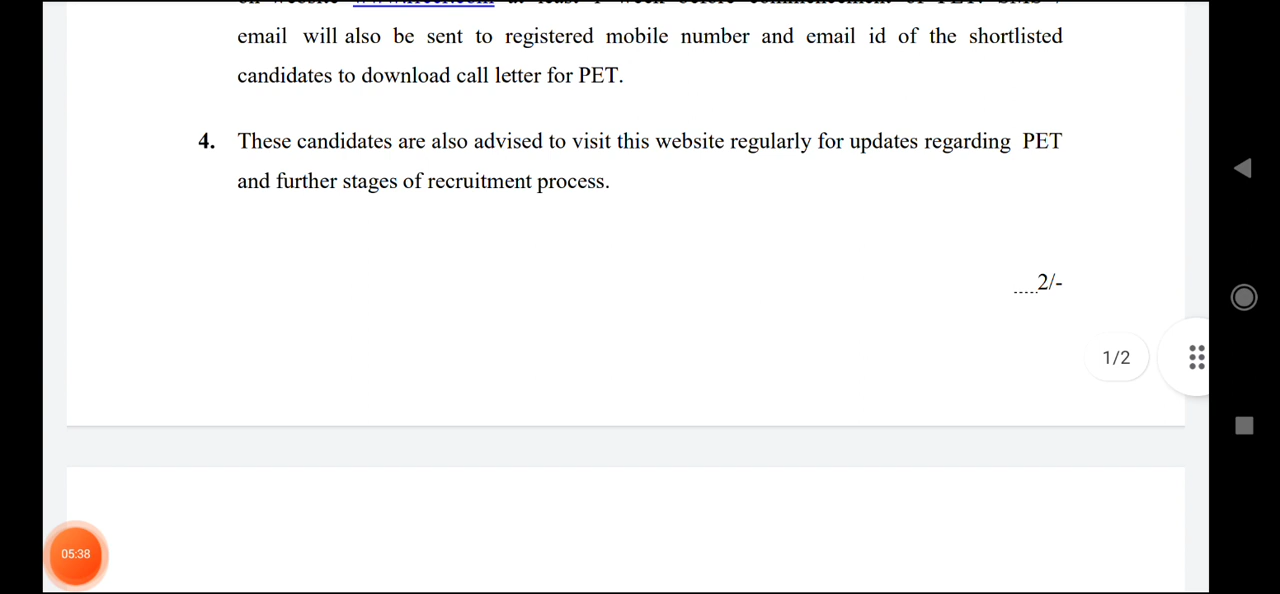 email will also be sent to registered mobile number and email id of the shortlisted
candidates to download call letter for PET.
4. These candidates are also advised to visit this website regularly for updates regarding PET
and further stages of recruitment process.
.....2/-
1/2
05:38